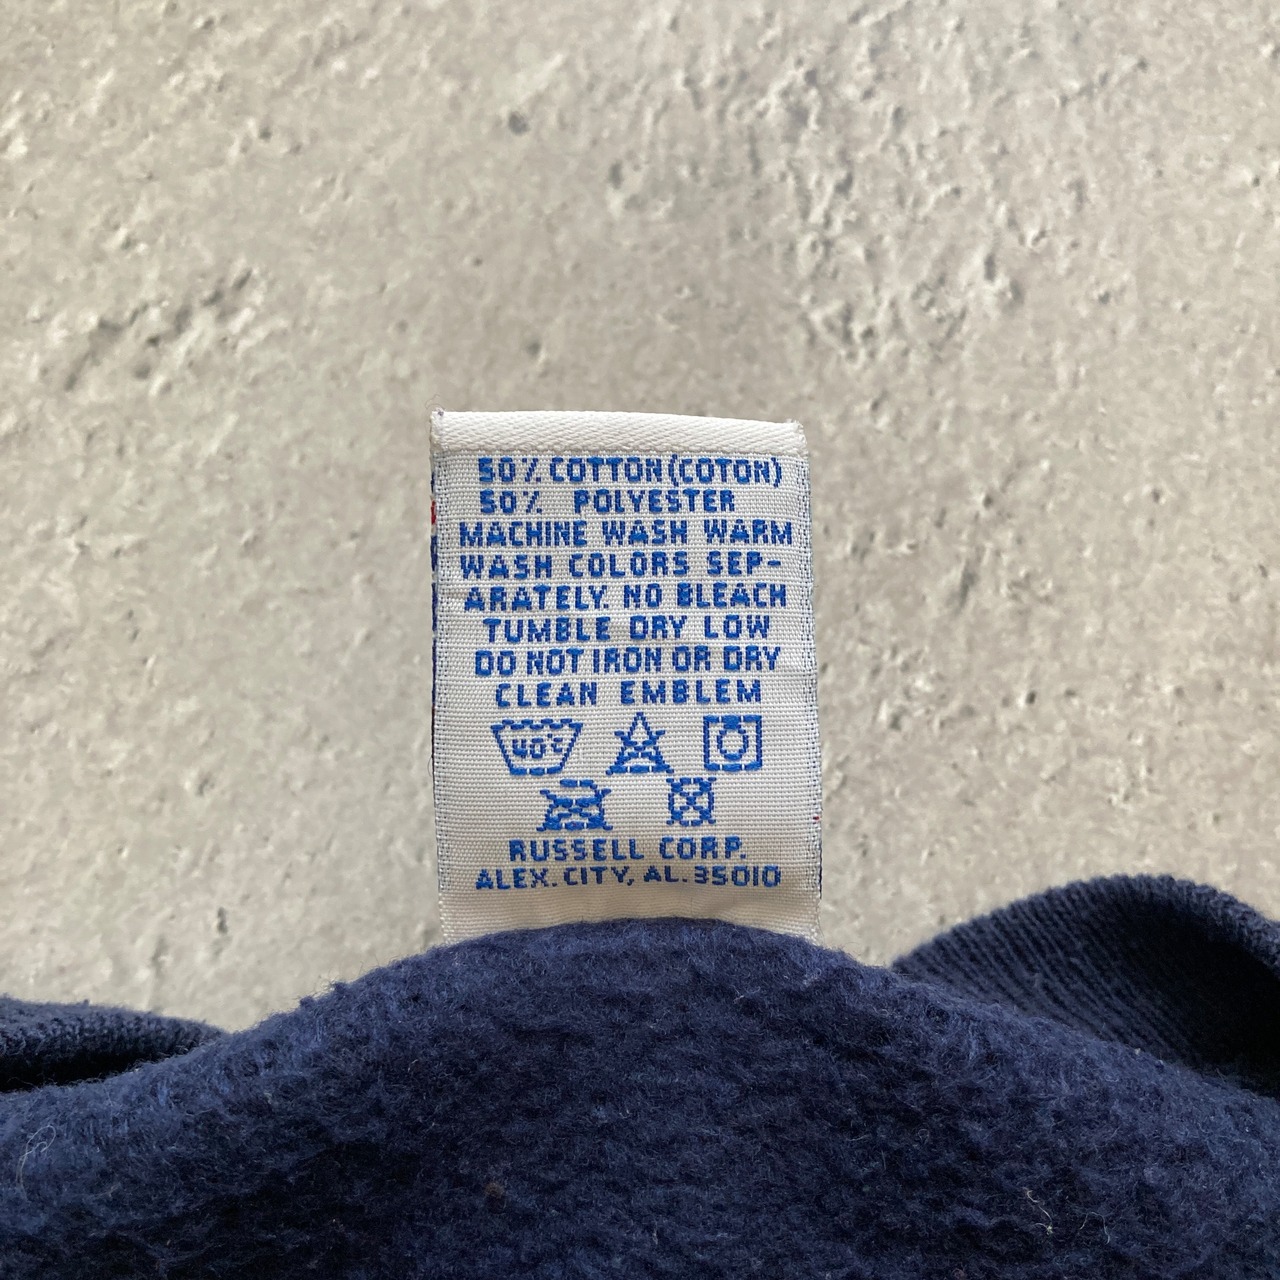 50% COTTON (COTON)
50% POLYESTER
MACHINE WASH WARM
WASH COLORS SEP-
ARATELY. NO BLEACH
TUMBLE DRY LOW
DO NOT IRON OR DRY
CLEAN EMBLEM
40°C
RUSSELL CORP.
ALEX. CITY, AL. 35010